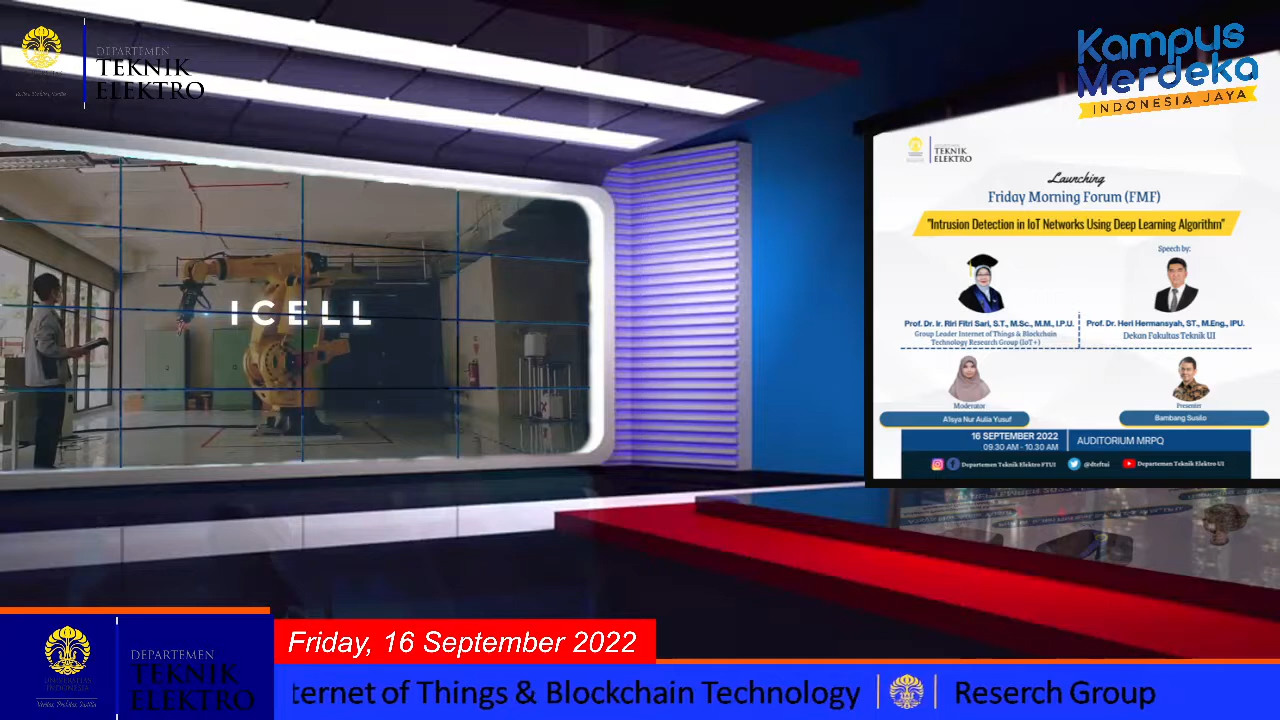 DEPARTEMEN
TEKNIK
ELEKTRO
Kampus
Merdeka
INDONESIA JAYA
ICELL
TEKNIK
ELEKTRO
Launching
Friday Morning Forum (FMF)
"Intrusion Detection in IoT Networks Using Deep Learning Algorithm"
Speech by:
Prof. Dr. Ir. Riri Fitri Sari, S.T., M.Sc., M.M., I.P.U.
Group Leader Internet of Things & Blockchain
Technology Research Group (IoT+)
Prof. Dr. Heri Hermansyah, ST., M.Eng., IPU.
Dekan Fakultas Teknik UI
Moderator
A'isya Nur Aulia Yusuf
Presenter
Bambang Susilo
16 SEPTEMBER 2022
09.30 AM - 10.30 AM
AUDITORIUM MRPQ
Departemen Teknik Elektro FTUI
@dteftui
Departemen Teknik Elektro UI
Friday, 16 September 2022
UNIVERSITAS
INDONESIA
Veritas, Probitas, Iustitia
DEPARTEMEN
TEKNIK
ELEKTRO
ternet of Things & Blockchain Technology
Reserch Group